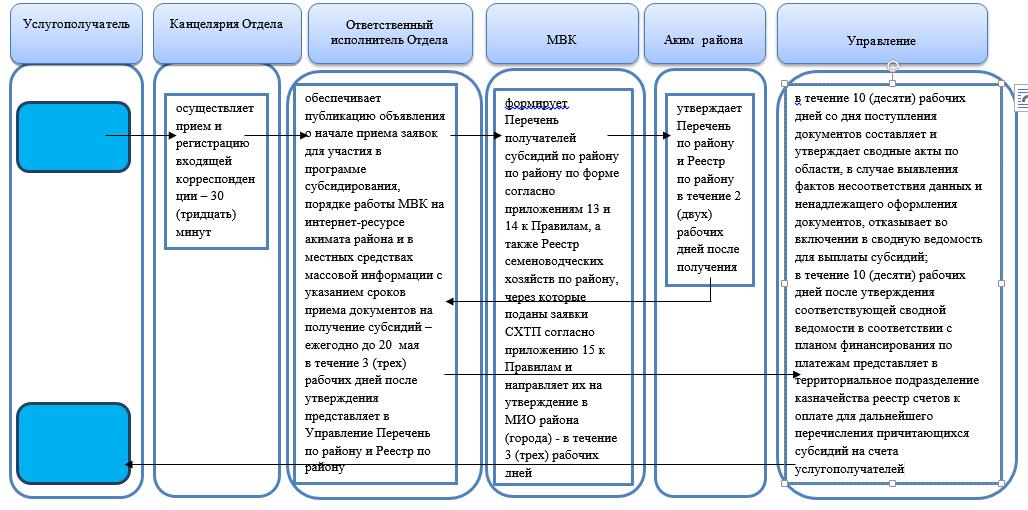 Услугополучатель
Канцелярия Отдела
Ответственный
исполнитель Отдела
МВК
Аким района
Управление
осуществляет
прием и
регистрацию
входящей
корреспонден
ции – 30
(тридцать)
минут
обеспечивает
публикацию объявления
о начале приема заявок
для участия в
программе
субсидирования,
порядке работы МВК на
интернет-ресурсе
акимата района и в
местных средствах
массовой информации с
указанием сроков
приема документов на
получение субсидий –
ежегодно до 20 мая
в течение 3 (трех)
рабочих дней после
утверждения
представляет в
Управление Перечень
по району и Реестр по
району
формирует
Перечень
получателей
субсидий по району
по району по форме
согласно
приложениям 13 и
14 к Правилам, а
также Реестр
семеноводческих
хозяйств по району,
через которые
поданы заявки
СХТП согласно
приложению 15 к
Правилам и
направляет их на
утверждение в
МИО района
(города) - в течение
3 (трех) рабочих
дней
утверждает
Перечень
по району
и Реестр
по району
в течение 2
(двух)
рабочих
дней после
получения
в течение 10 (десяти) рабочих
дней со дня поступления
документов составляет и
утверждает сводные акты по
области, в случае выявления
фактов несоответствия данных и
ненадлежащего оформления
документов, отказывает во
включении в сводную ведомость
для выплаты субсидий;
в течение 10 (десяти) рабочих
дней после утверждения
соответствующей сводной
ведомости в соответствии с
планом финансирования по
платежам представляет в
территориальное подразделение
казначейства реестр счетов к
оплате для дальнейшего
перечисления причитающихся
субсидий на счета
услугополучателей